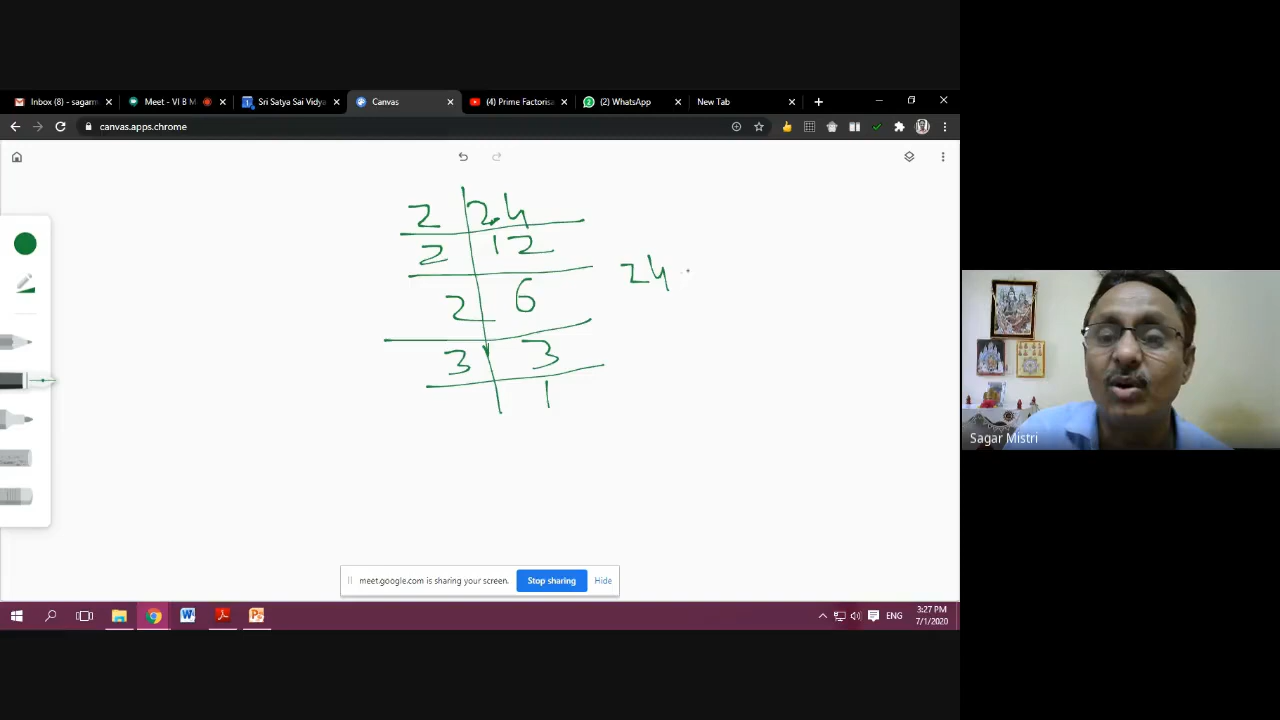 Inbox (8) - sagarm
Meet - VI B M
Sri Satya Sai Vidya
Canvas
(4) Prime Factorisa
(2) WhatsApp
New Tab
canvas.apps.chrome
2 24
2 12
2 6
3 3
1
24
Sagar Mistri
meet.google.com is sharing your screen.
Stop sharing
Hide
ENG
3:27 PM
7/1/2020